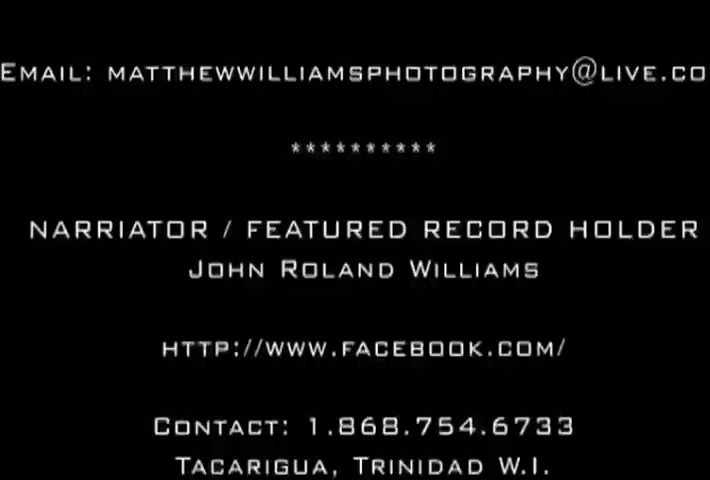 EMAIL: MATTHEWWILLIAMSPHOTOGRAPHY@LIVE.CO
**********
NARRIATOR / FEATURED RECORD HOLDER
JOHN ROLAND WILLIAMS
HTTP://WWW.FACEBOOK.COM/
CONTACT: 1.868.754.6733
TACARIGUA, TRINIDAD W.I.